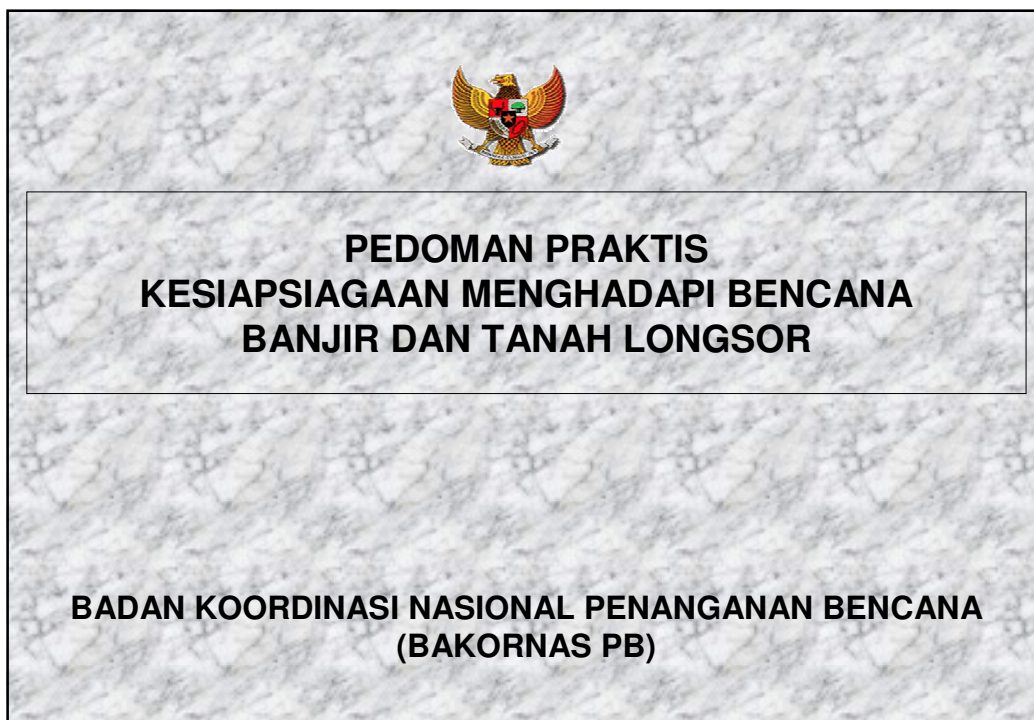 PEDOMAN PRAKTIS
KESIAPSIAGAAN MENGHADAPI BENCANA
BANJIR DAN TANAH LONGSOR
BADAN KOORDINASI NASIONAL PENANGANAN BENCANA
(BAKORNAS PB)